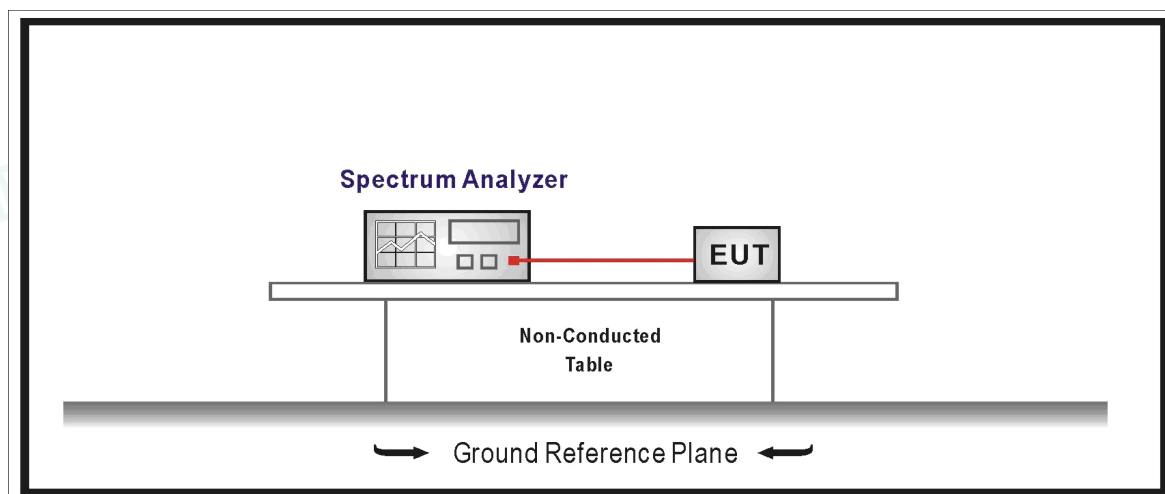 Spectrum Analyzer
EUT
Non-Conducted
Table
Ground Reference Plane